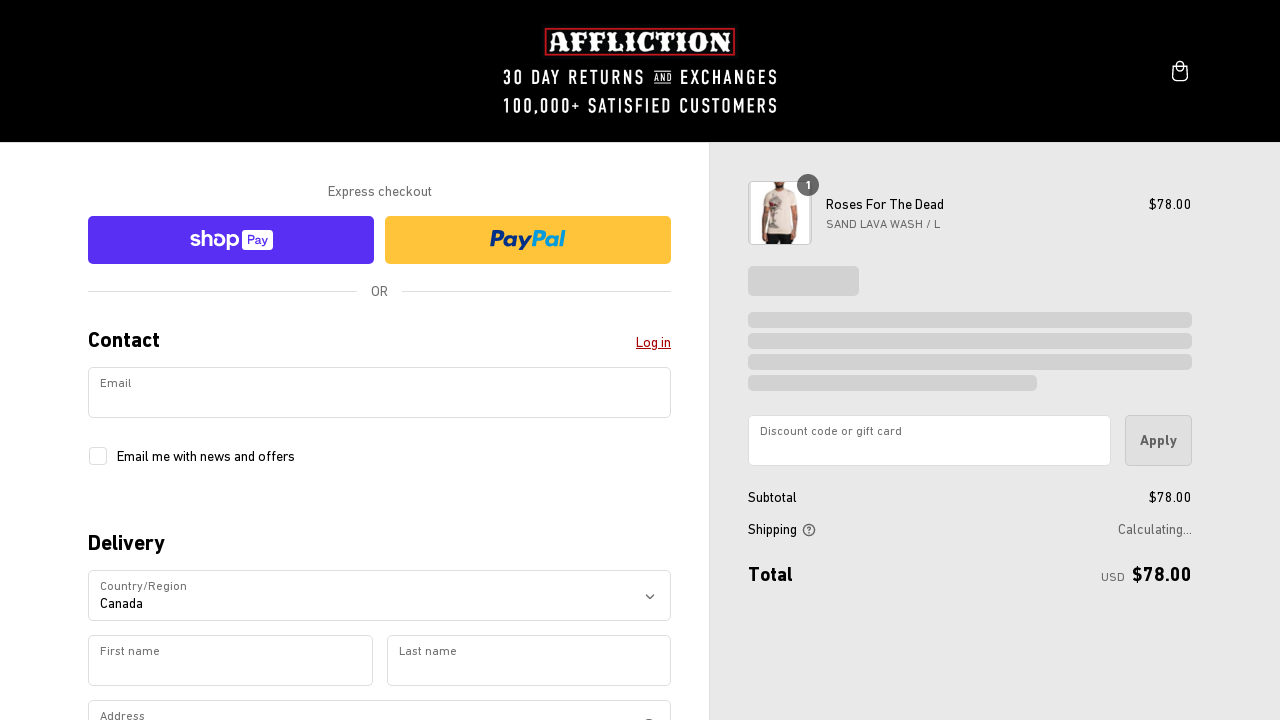 AFFLICTION
30 DAY RETURNS AND EXCHANGES
100,000+ SATISFIED CUSTOMERS
Express checkout
shop Pay
PayPal
OR
Contact
Log in
Email
Email me with news and offers
Delivery
Country/Region
Canada
First name
Last name
Address
1
Roses For The Dead
$78.00
SAND LAVA WASH / L
Discount code or gift card
Apply
Subtotal
$78.00
Shipping
Calculating...
Total
USD $78.00